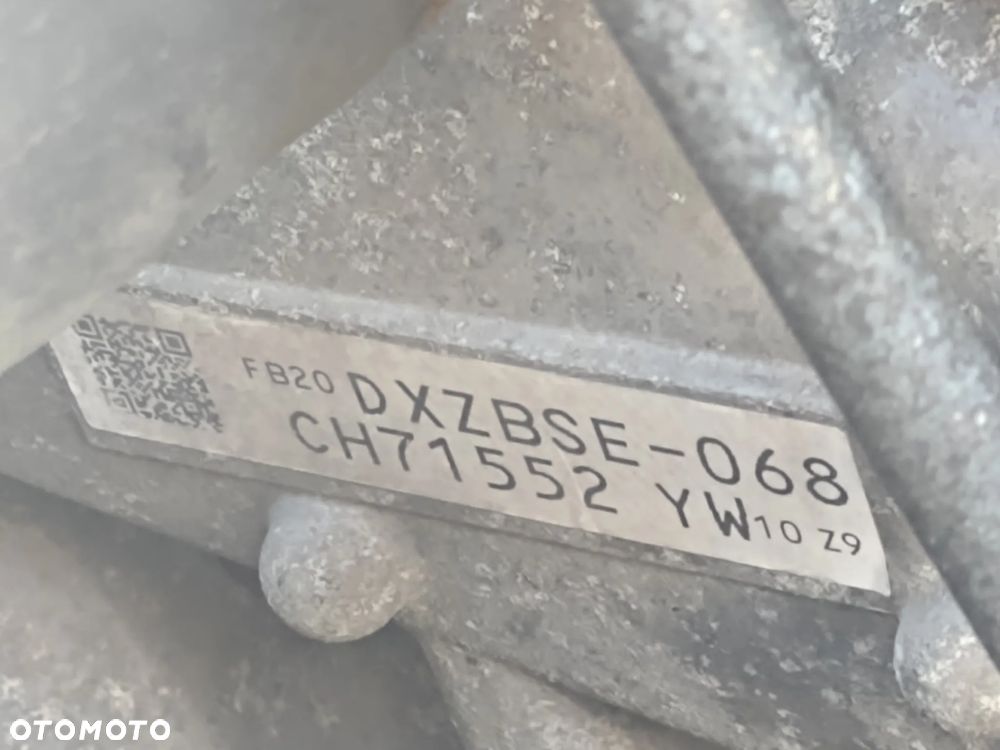 FB20 DXZBSE-068
CH71552 YW10 Z9
OTOMOTO